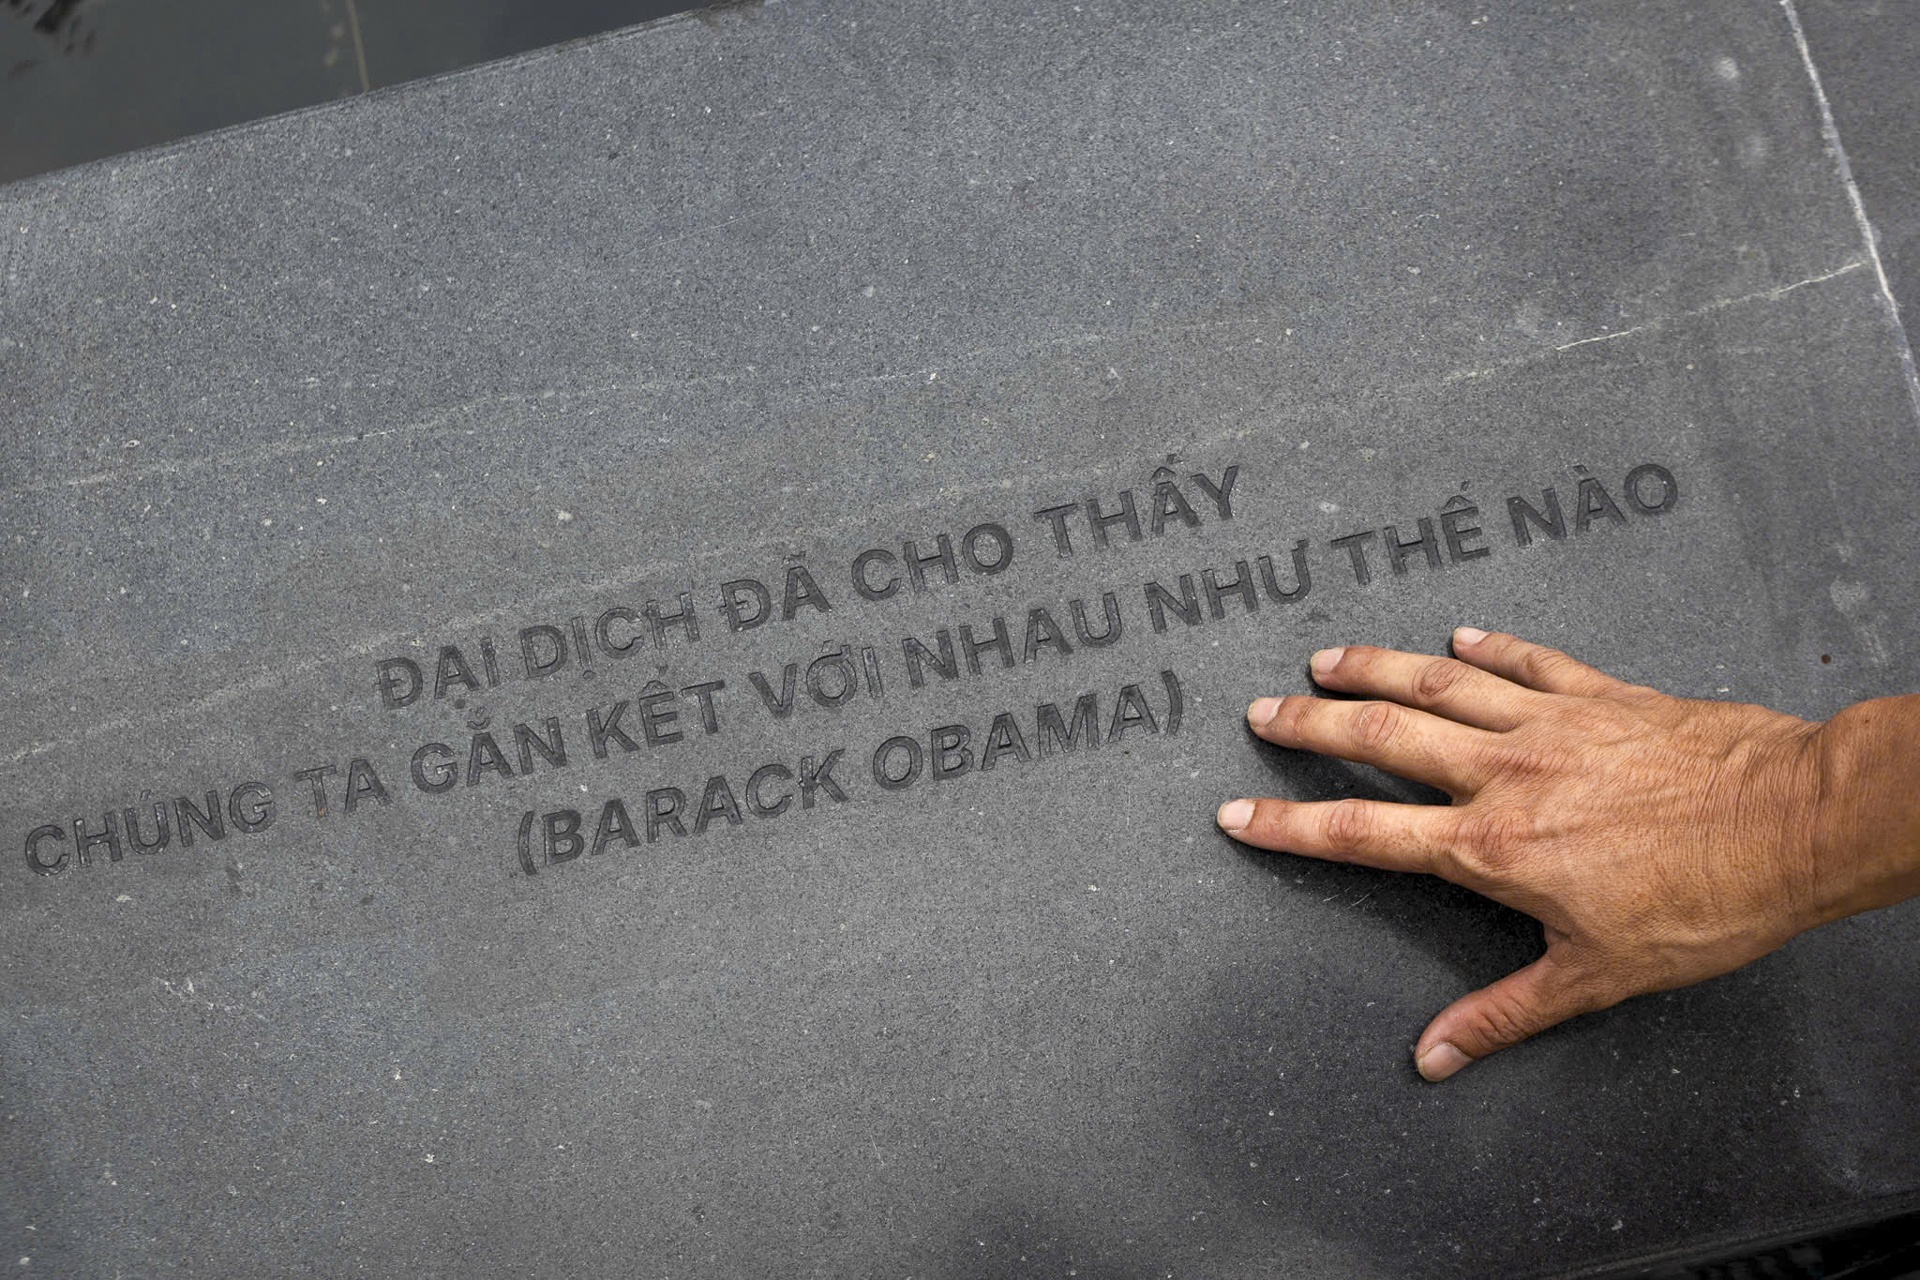 ĐẠI DỊCH ĐÃ CHO THẤY
CHÚNG TA GẮN KẾT VỚI NHAU NHƯ THẾ NÀO
(BARACK OBAMA)